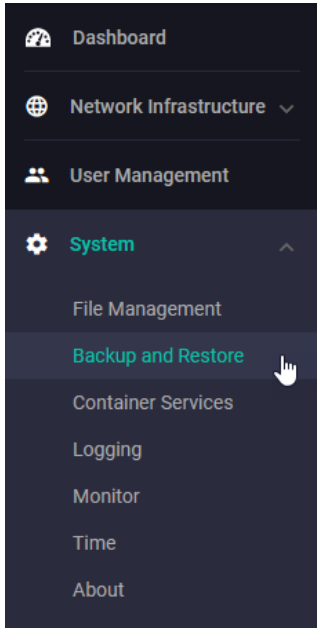 Dashboard
Network Infrastructure
User Management
System
File Management
Backup and Restore
Container Services
Logging
Monitor
Time
About